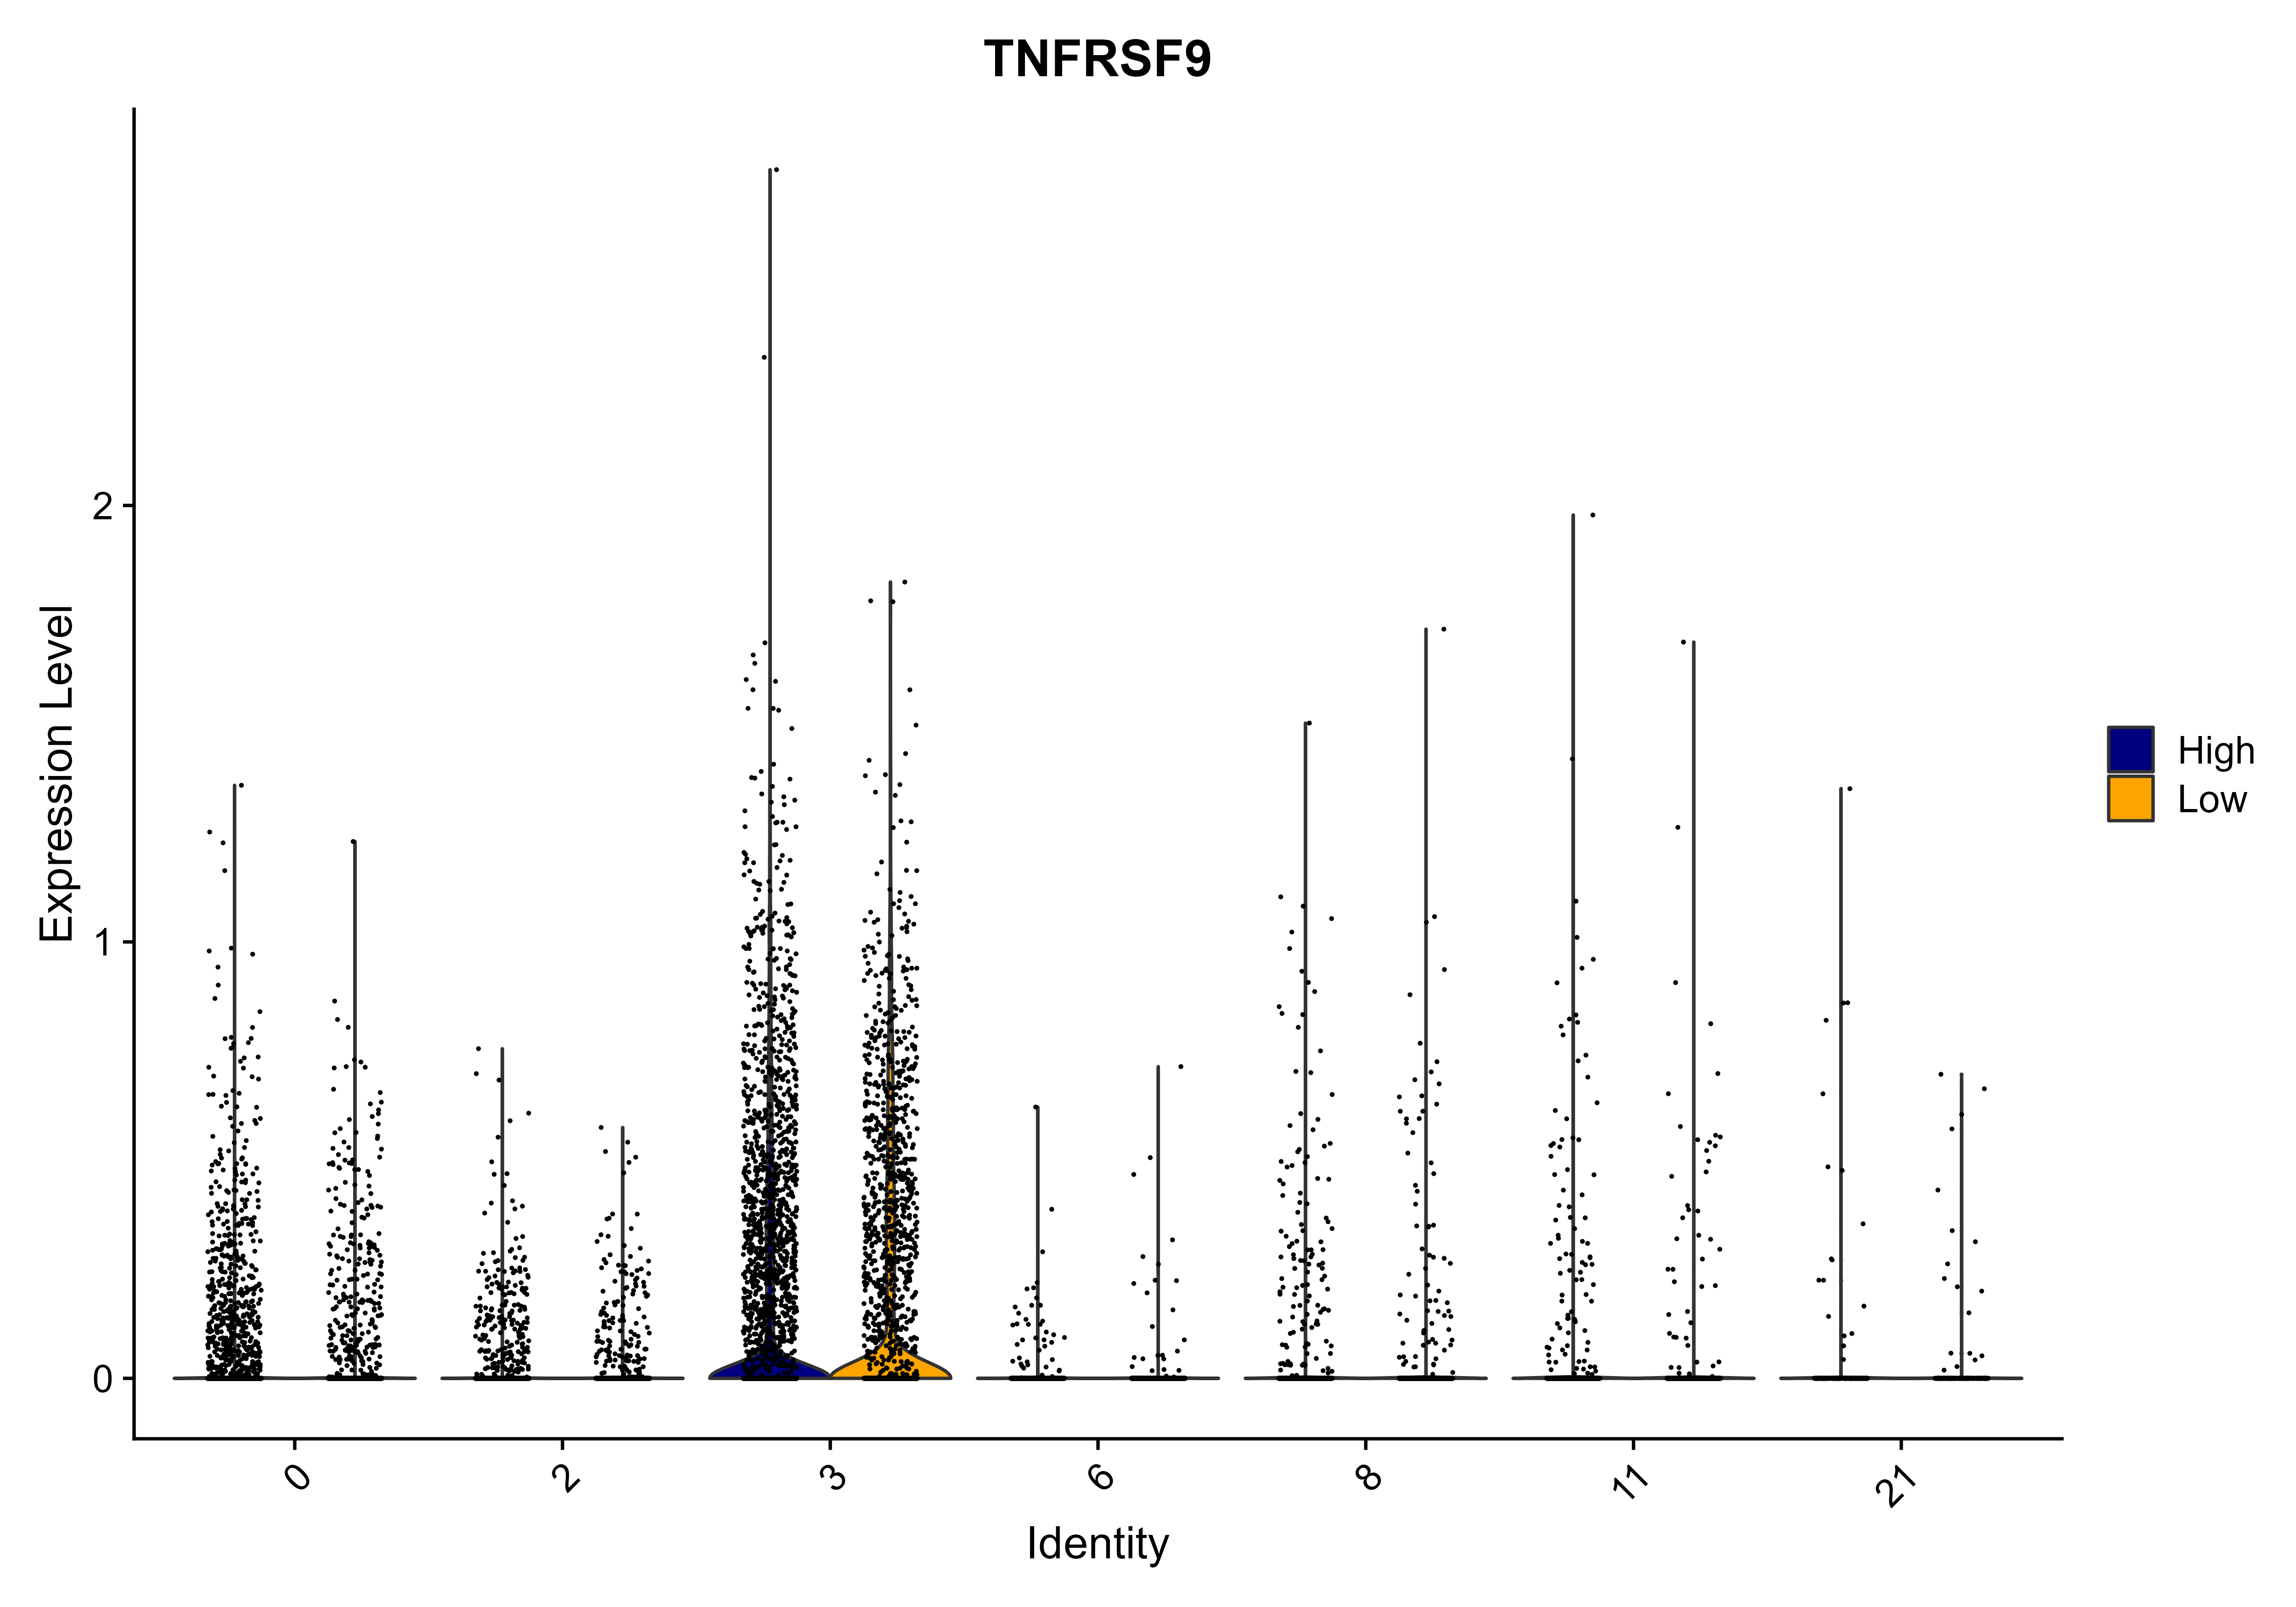 TNFRSF9
Expression Level
2
1
0
0 2 3 6 8 11 21
Identity
High
Low